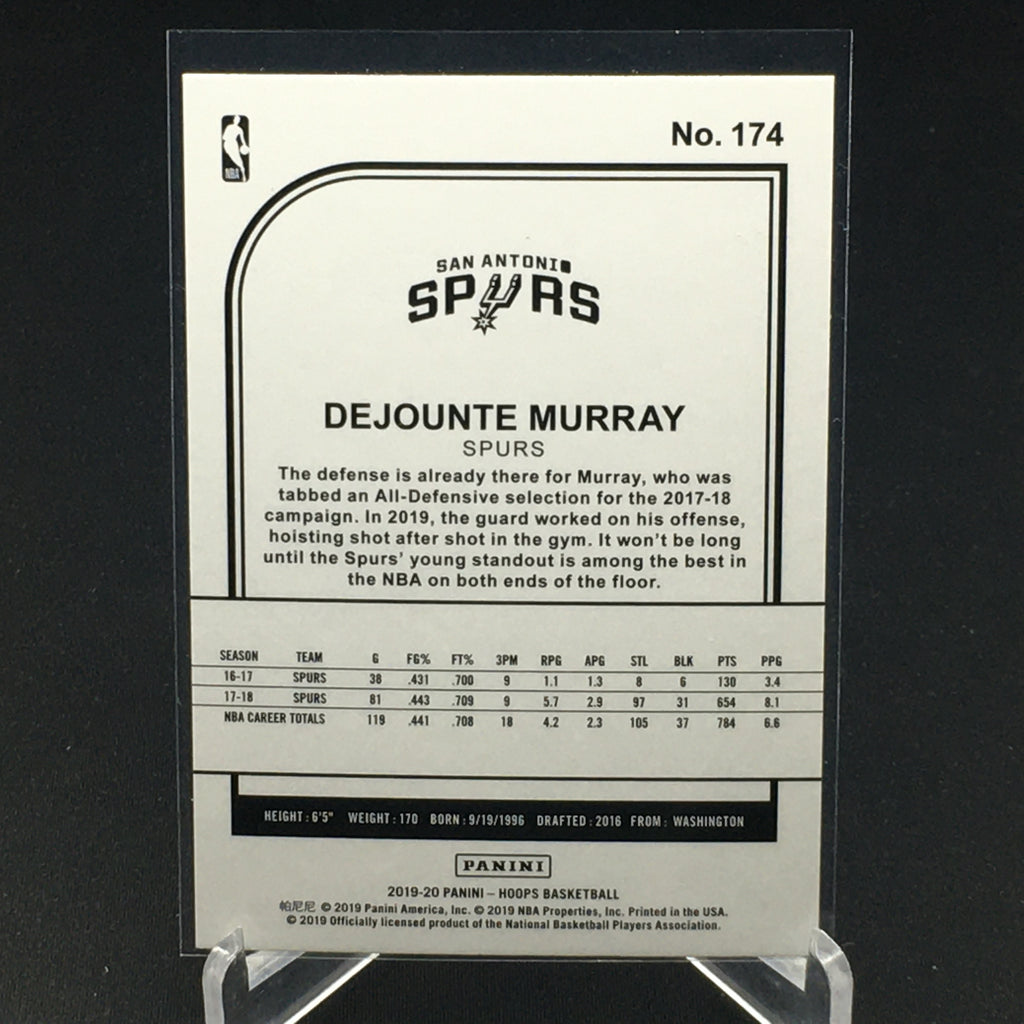 NBA
No. 174
SAN ANTONIO
SPURS
DEJOUNTE MURRAY
SPURS
The defense is already there for Murray, who was
tabbed an All-Defensive selection for the 2017-18
campaign. In 2019, the guard worked on his offense,
hoisting shot after shot in the gym. It won't be long
until the Spurs' young standout is among the best in
the NBA on both ends of the floor.
SEASON TEAM G FG% FT% 3PM RPG APG STL BLK PTS PPG
16-17 SPURS 38 .431 .700 9 1.1 1.3 8 6 130 3.4
17-18 SPURS 81 .443 .709 9 5.7 2.9 97 31 654 8.1
NBA CAREER TOTALS 119 .441 .708 18 4.2 2.3 105 37 784 6.6
HEIGHT : 6'5" WEIGHT : 170 BORN : 9/19/1996 DRAFTED : 2016 FROM : WASHINGTON
PANINI
2019-20 PANINI – HOOPS BASKETBALL
帕尼尼 © 2019 Panini America, Inc. © 2019 NBA Properties, Inc. Printed in the USA.
© 2019 Officially licensed product of the National Basketball Players Association.